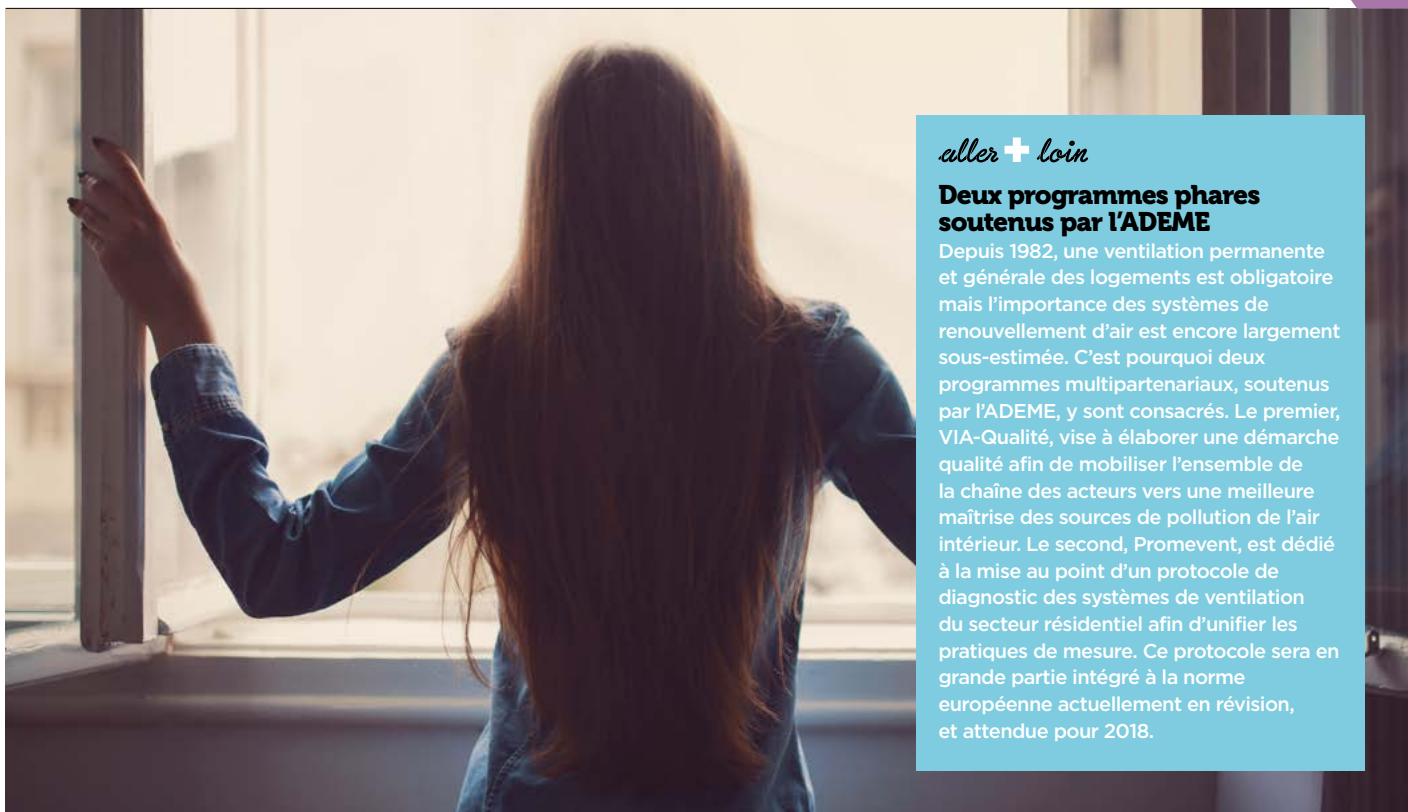 aller + loin
Deux programmes phares
soutenus par l'ADEME
Depuis 1982, une ventilation permanente
et générale des logements est obligatoire
mais l'importance des systèmes de
renouvellement d'air est encore largement
sous-estimée. C'est pourquoi deux
programmes multipartenariaux, soutenus
par l'ADEME, y sont consacrés. Le premier,
VIA-Qualité, vise à élaborer une démarche
qualité afin de mobiliser l'ensemble de
la chaîne des acteurs vers une meilleure
maîtrise des sources de pollution de l'air
intérieur. Le second, Promevent, est dédié
à la mise au point d'un protocole de
diagnostic des systèmes de ventilation
du secteur résidentiel afin d'unifier les
pratiques de mesure. Ce protocole sera en
grande partie intégré à la norme
européenne actuellement en révision,
et attendue pour 2018.